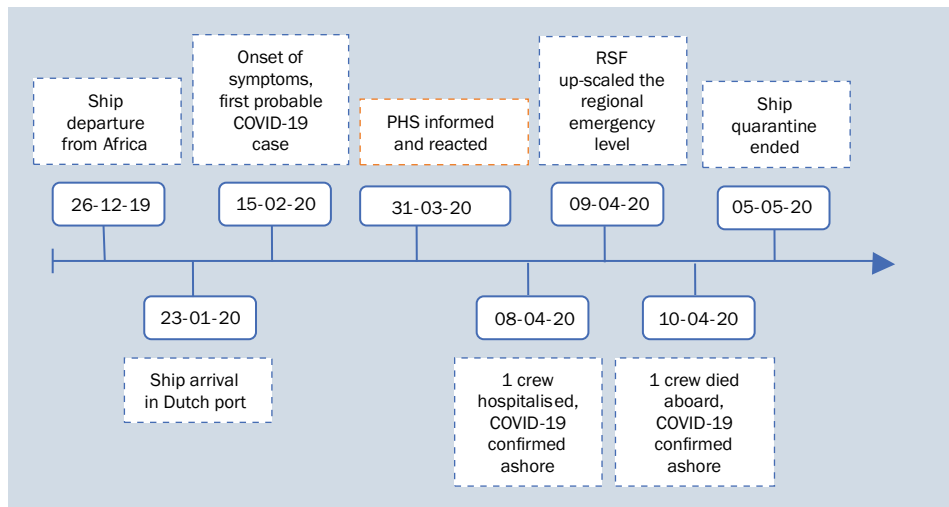 Ship
departure
from Africa
26-12-19
Onset of
symptoms,
first probable
COVID-19
case
15-02-20
PHS informed
and reacted
31-03-20
RSF
up-scaled the
regional
emergency
level
09-04-20
Ship
quarantine
ended
05-05-20
23-01-20
Ship arrival
in Dutch port
08-04-20
1 crew
hospitalised,
COVID-19
confirmed
ashore
10-04-20
1 crew died
aboard,
COVID-19
confirmed
ashore